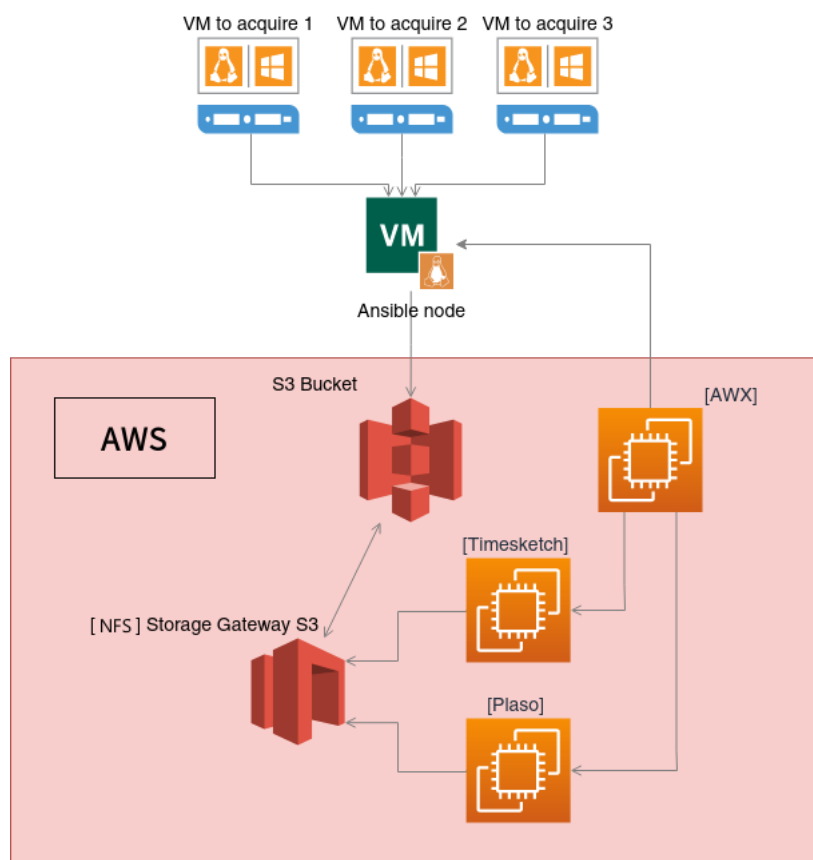 VM to acquire 1
VM to acquire 2
VM to acquire 3
VM
Ansible node
S3 Bucket
[AWX]
AWS
[Timesketch]
[ NFS ] Storage Gateway S3
[Plaso]